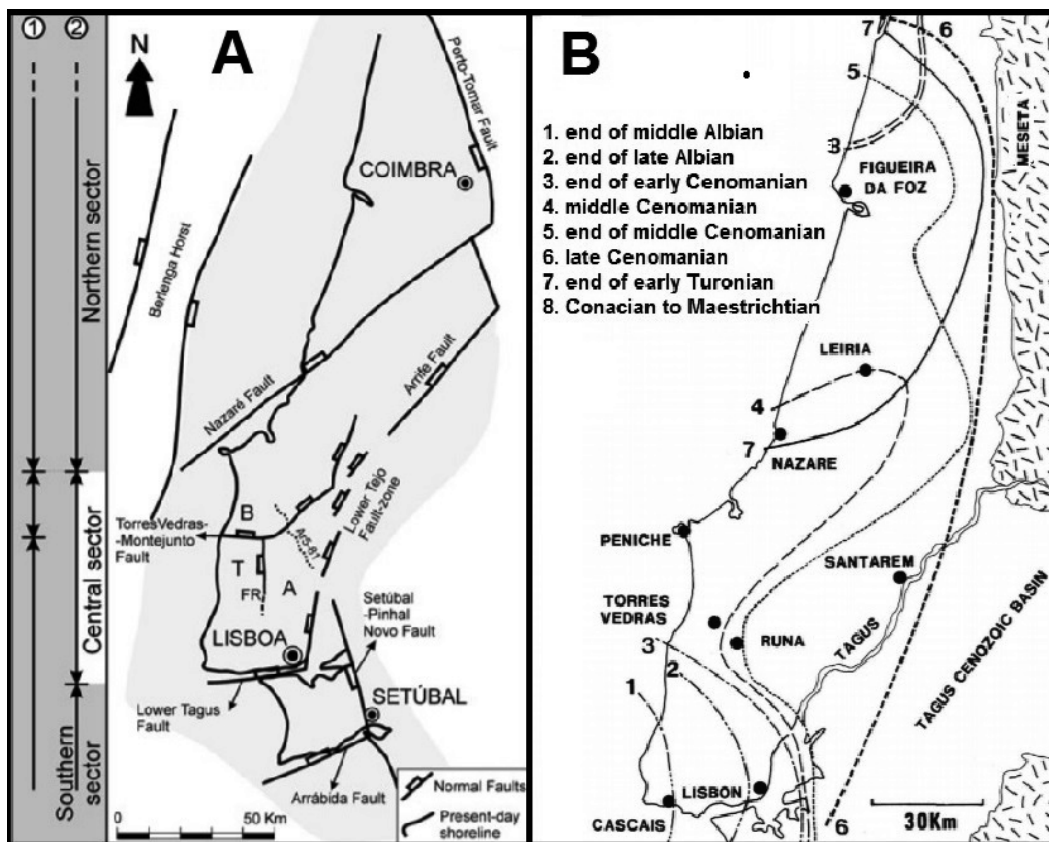 1
2
N
A
Northern sector
Central sector
Southern
sector
Berlenga Horst
Porto-Tomar Fault
COIMBRA
Nazaré Fault
Arrife Fault
Lower Tejo
Fault-zone
TorresVedras-
-Montejunto
Fault
B
T
FR
A
Ar5-81
LISBOA
Setúbal
-Pinhal
Novo Fault
SETÚBAL
Lower Tagus
Fault
Arrábida Fault
Normal Faults
Present-day
shoreline
0 50 Km
B
1. end of middle Albian
2. end of late Albian
3. end of early Cenomanian
4. middle Cenomanian
5. end of middle Cenomanian
6. late Cenomanian
7. end of early Turonian
8. Conacian to Maestrichtian
7
6
5
3
MESETA
FIGUEIRA
DA FOZ
LEIRIA
4
7
NAZARE
PENICHE
SANTAREM
TORRES
VEDRAS
RUNA
TAGUS
TAGUS CENOZOIC BASIN
3
2
1
LISBON
CASCAIS
6
30Km